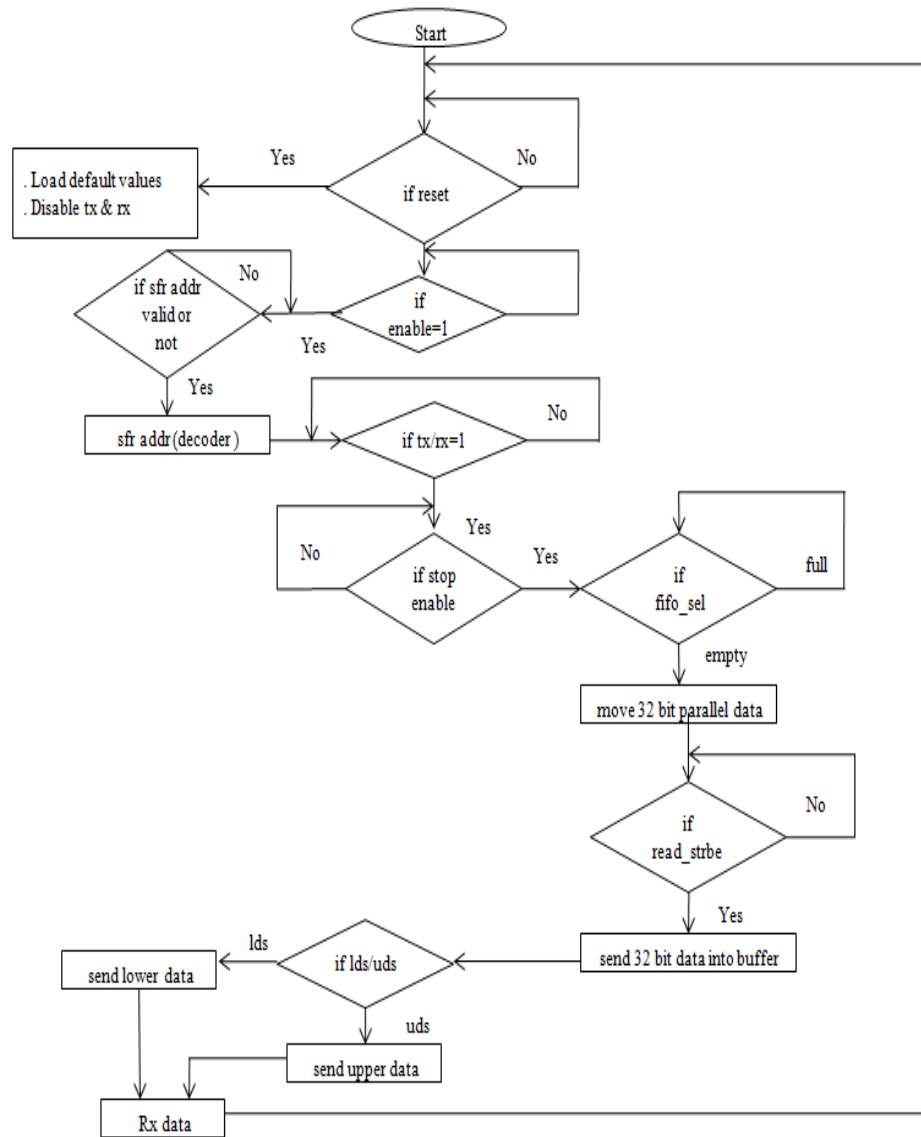 Start
Yes
No
. Load default values
. Disable tx & rx
if reset
No
if sfr addr
valid or
not
if
enable=1
Yes
Yes
No
sfr addr(decoder)
if tx/rx=1
Yes
No
Yes
if stop
enable
if
fifo_sel
full
empty
move 32 bit parallel data
No
if
read_strbe
Yes
lds
if lds/uds
send 32 bit data into buffer
send lower data
uds
send upper data
Rx data